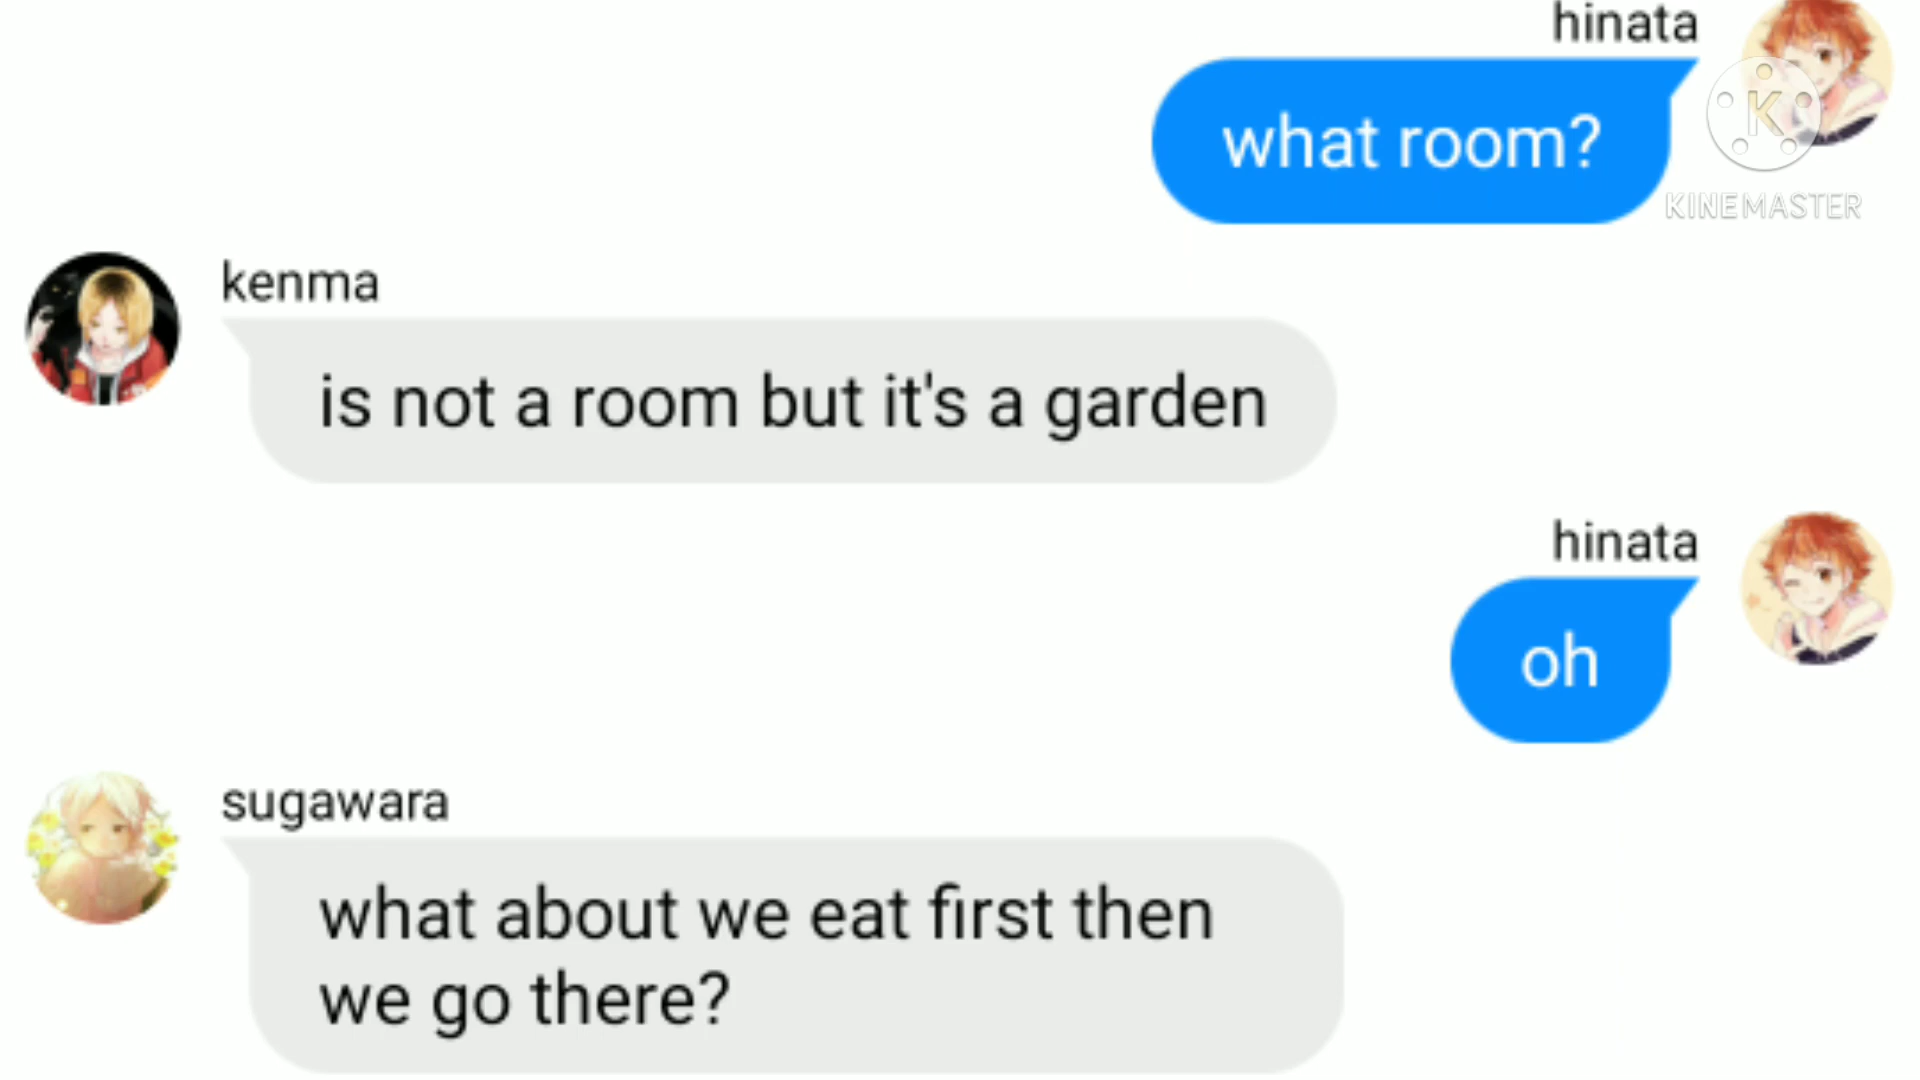 hinata
what room?
K
KINEMASTER
kenma
is not a room but it's a garden
hinata
oh
sugawara
what about we eat first then
we go there?